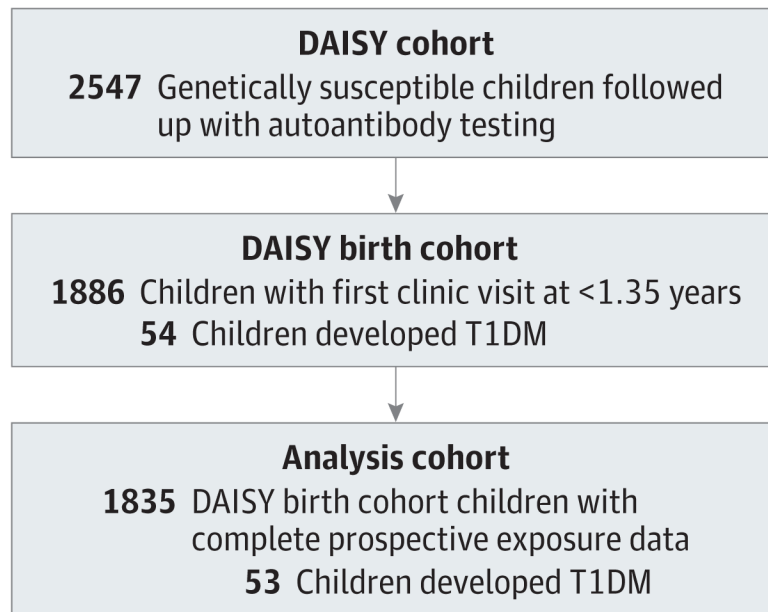 DAISY cohort
2547 Genetically susceptible children followed
up with autoantibody testing
DAISY birth cohort
1886 Children with first clinic visit at <1.35 years
54 Children developed T1DM
Analysis cohort
1835 DAISY birth cohort children with
complete prospective exposure data
53 Children developed T1DM